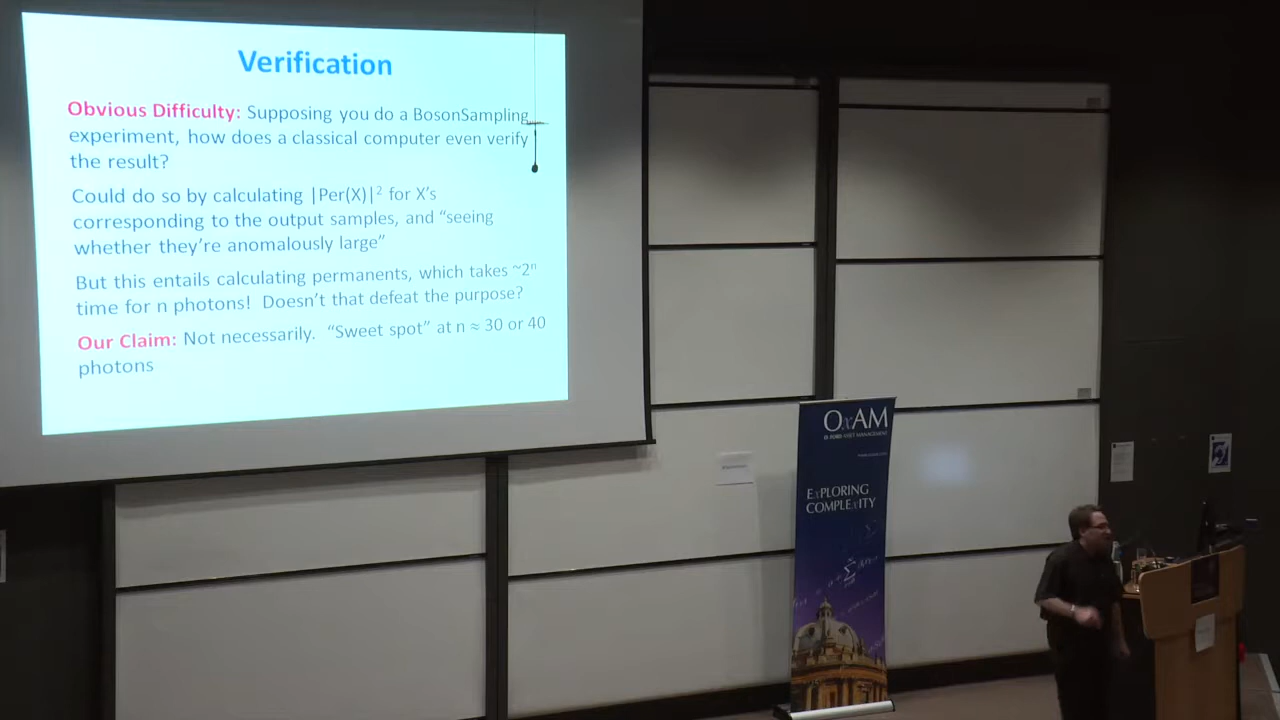 Verification
Obvious Difficulty: Supposing you do a BosonSampling
experiment, how does a classical computer even verify
the result?
Could do so by calculating |Per(X)|² for X's
corresponding to the output samples, and “seeing
whether they're anomalously large”
But this entails calculating permanents, which takes ~2ⁿ
time for n photons! Doesn't that defeat the purpose?
Our Claim: Not necessarily. “Sweet spot” at n ≈ 30 or 40
photons
OxAM
OXFORD ASSET MANAGEMENT
EXPLORING
COMPLEXITY